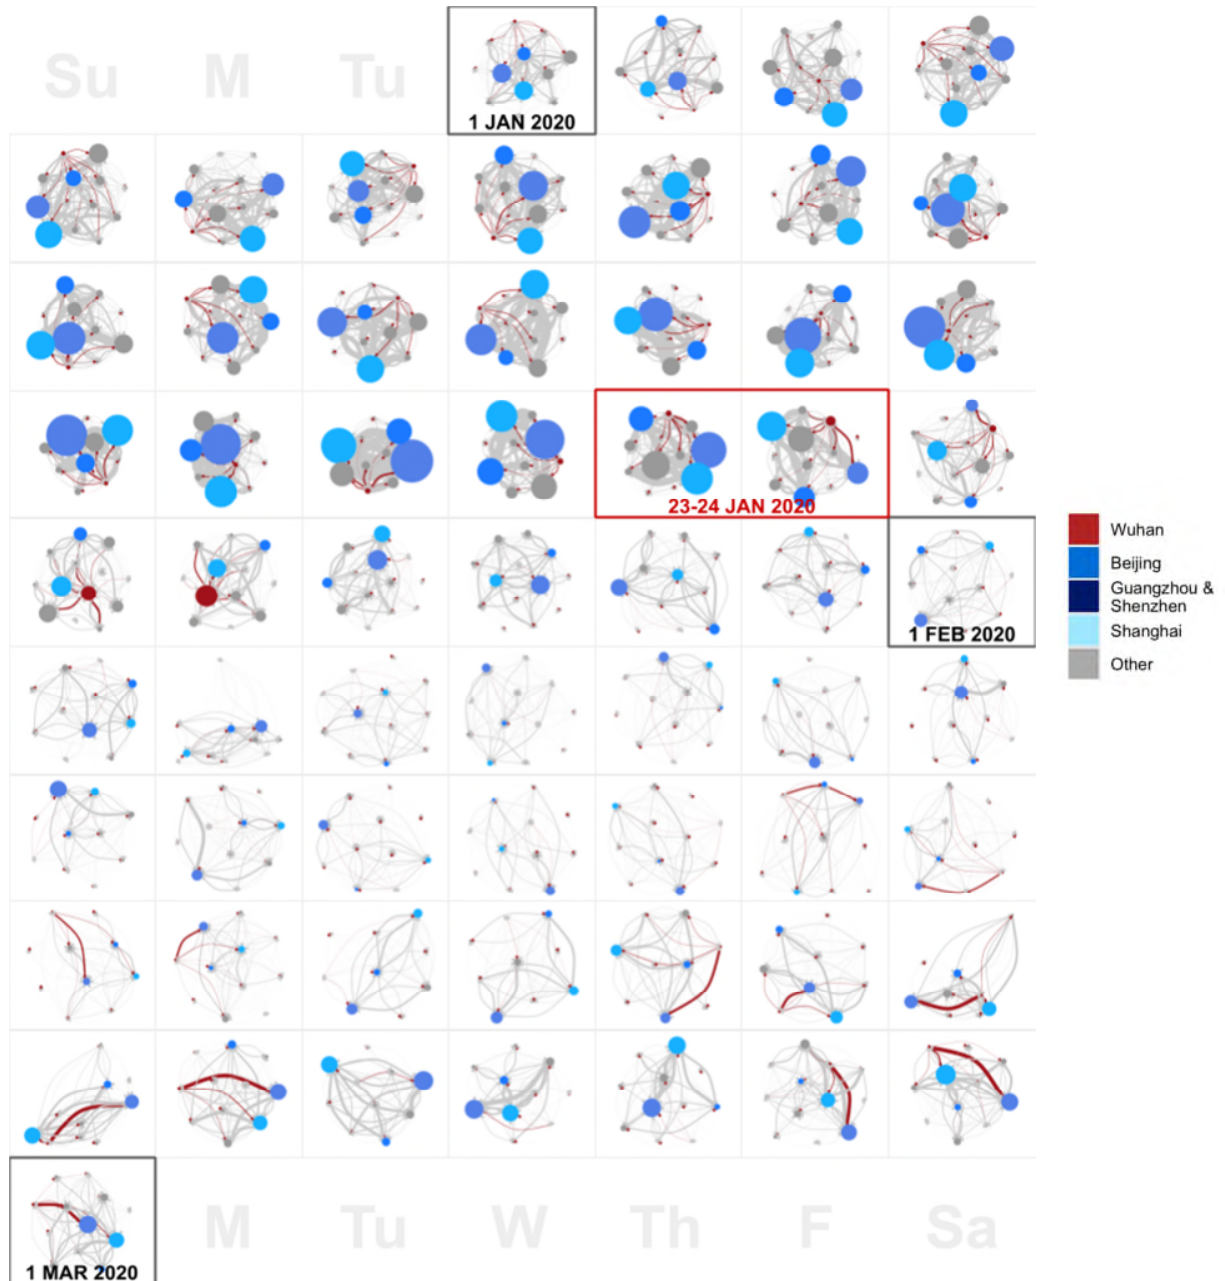 Su
M
Tu
1 JAN 2020
23-24 JAN 2020
1 FEB 2020
Wuhan
Beijing
Guangzhou &
Shenzhen
Shanghai
Other
1 MAR 2020
M
Tu
W
Th
F
Sa